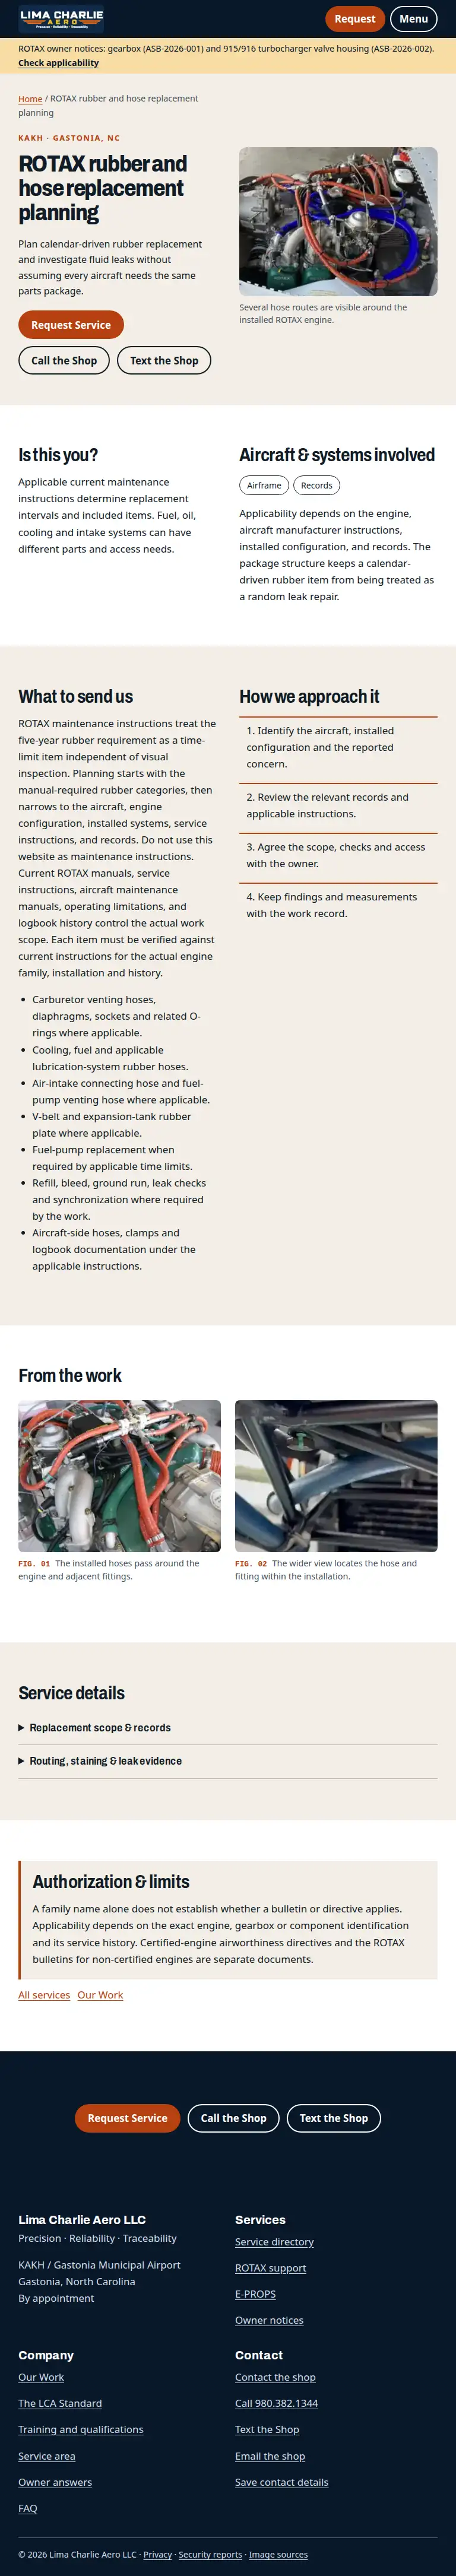 LIMA CHARLIE
AERO
Precision · Reliability · Traceability
Request
Menu
ROTAX owner notices: gearbox (ASB-2026-001) and 915/916 turbocharger valve housing (ASB-2026-002).
Check applicability
Home / ROTAX rubber and hose replacement
planning
KAKH · GASTONIA, NC
ROTAX rubber and
hose replacement
planning
Plan calendar-driven rubber replacement
and investigate fluid leaks without
assuming every aircraft needs the same
parts package.
Request Service
Call the Shop
Text the Shop
Several hose routes are visible around the
installed ROTAX engine.
Is this you?
Applicable current maintenance
instructions determine replacement
intervals and included items. Fuel, oil,
cooling and intake systems can have
different parts and access needs.
Aircraft & systems involved
Airframe
Records
Applicability depends on the engine,
aircraft manufacturer instructions,
installed configuration, and records. The
package structure keeps a calendar-
driven rubber item from being treated as
a random leak repair.
What to send us
ROTAX maintenance instructions treat the
five-year rubber requirement as a time-
limit item independent of visual
inspection. Planning starts with the
manual-required rubber categories, then
narrows to the aircraft, engine
configuration, installed systems, service
instructions, and records. Do not use this
website as maintenance instructions.
Current ROTAX manuals, service
instructions, aircraft maintenance
manuals, operating limitations, and
logbook history control the actual work
scope. Each item must be verified against
current instructions for the actual engine
family, installation and history.
• Carburetor venting hoses,
diaphragms, sockets and related O-
rings where applicable.
• Cooling, fuel and applicable
lubrication-system rubber hoses.
• Air-intake connecting hose and fuel-
pump venting hose where applicable.
• V-belt and expansion-tank rubber
plate where applicable.
• Fuel-pump replacement when
required by applicable time limits.
• Refill, bleed, ground run, leak checks
and synchronization where required
by the work.
• Aircraft-side hoses, clamps and
logbook documentation under the
applicable instructions.
How we approach it
1. Identify the aircraft, installed
configuration and the reported
concern.
2. Review the relevant records and
applicable instructions.
3. Agree the scope, checks and access
with the owner.
4. Keep findings and measurements
with the work record.
From the work
FIG. 01 The installed hoses pass around the
engine and adjacent fittings.
FIG. 02 The wider view locates the hose and
fitting within the installation.
Service details
▶ Replacement scope & records
▶ Routing, staining & leak evidence
Authorization & limits
A family name alone does not establish whether a bulletin or directive applies.
Applicability depends on the exact engine, gearbox or component identification
and its service history. Certified-engine airworthiness directives and the ROTAX
bulletins for non-certified engines are separate documents.
All services Our Work
Request Service
Call the Shop
Text the Shop
Lima Charlie Aero LLC
Precision · Reliability · Traceability
KAKH / Gastonia Municipal Airport
Gastonia, North Carolina
By appointment
Services
Service directory
ROTAX support
E-PROPS
Owner notices
Company
Our Work
The LCA Standard
Training and qualifications
Service area
Owner answers
FAQ
Contact
Contact the shop
Call 980.382.1344
Text the Shop
Email the shop
Save contact details
© 2026 Lima Charlie Aero LLC · Privacy · Security reports · Image sources